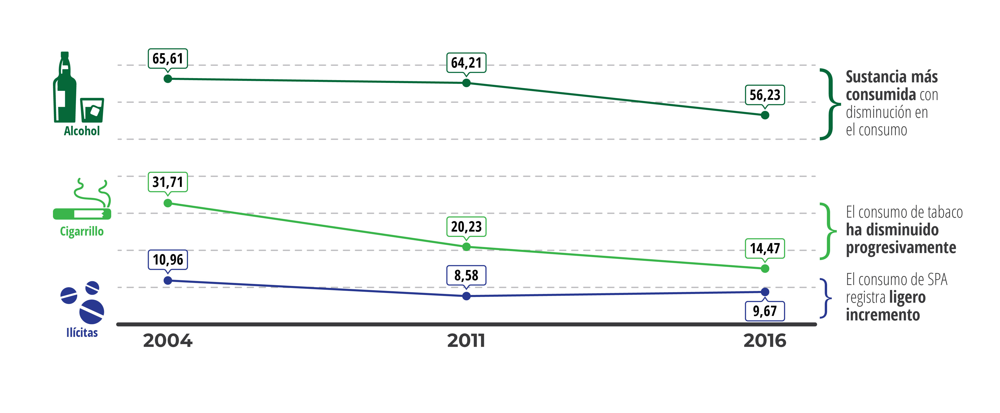 65,61
64,21
56,23
Alcohol
Sustancia más
consumida con
disminución en
el consumo
31,71
20,23
14,47
Cigarrillo
El consumo de tabaco
ha disminuido
progresivamente
10,96
8,58
9,67
Ilícitas
El consumo de SPA
registra ligero
incremento
2004
2011
2016